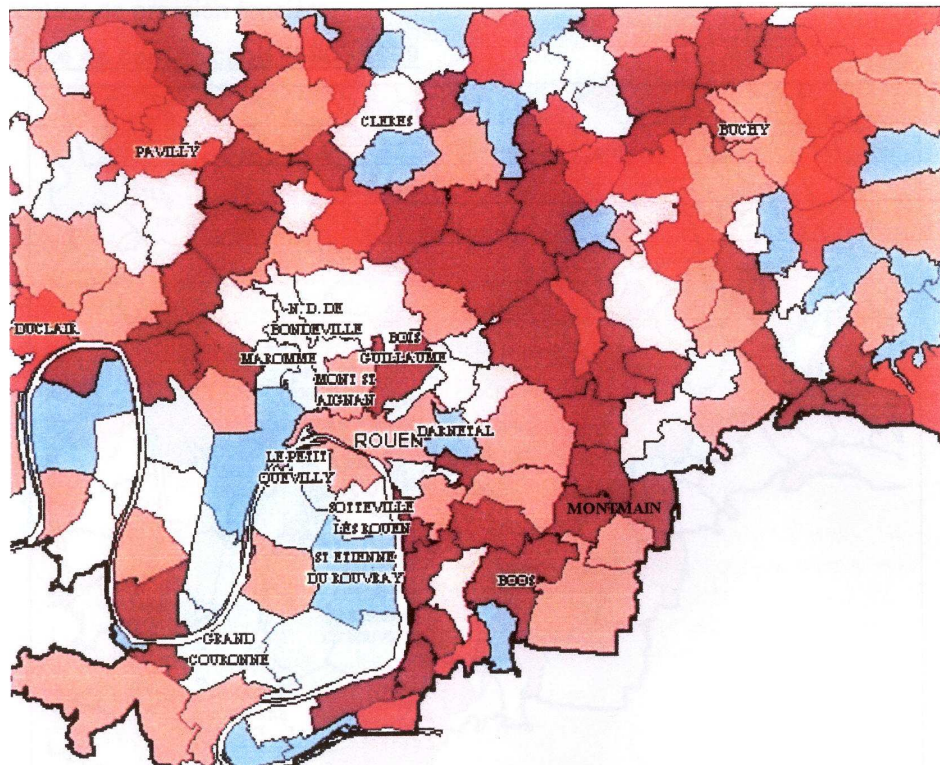 CLERES
BUCHY
PAVILLY
N. D. DE
BONDEVILLE
DUCLAIR
BOIS
GUILLAUME
MAROMME
MONT ST
AIGNAN
ROUEN
DARNETAL
LE PETIT
QUEVILLY
SOTTEVILLE
LES ROUEN
MONTMAIN
ST ETIENNE
DU ROUVRAY
BOOS
GRAND
COURONNE